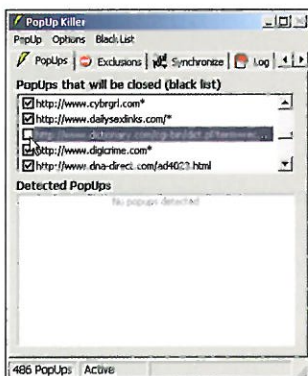 PopUp Killer
PopUp Options Black List
PopUps Exclusions Synchronize Log
PopUps that will be closed (black list)
http://www.cybrgrl.com*
http://www.dailysexlinks.com/*
http://www.dictionary.com/cgi-bin/dict.pl?term=
http://www.digicrime.com*
http://www.dna-direct.com/ad4023.html
Detected PopUps
No popups detected
486 PopUps Active